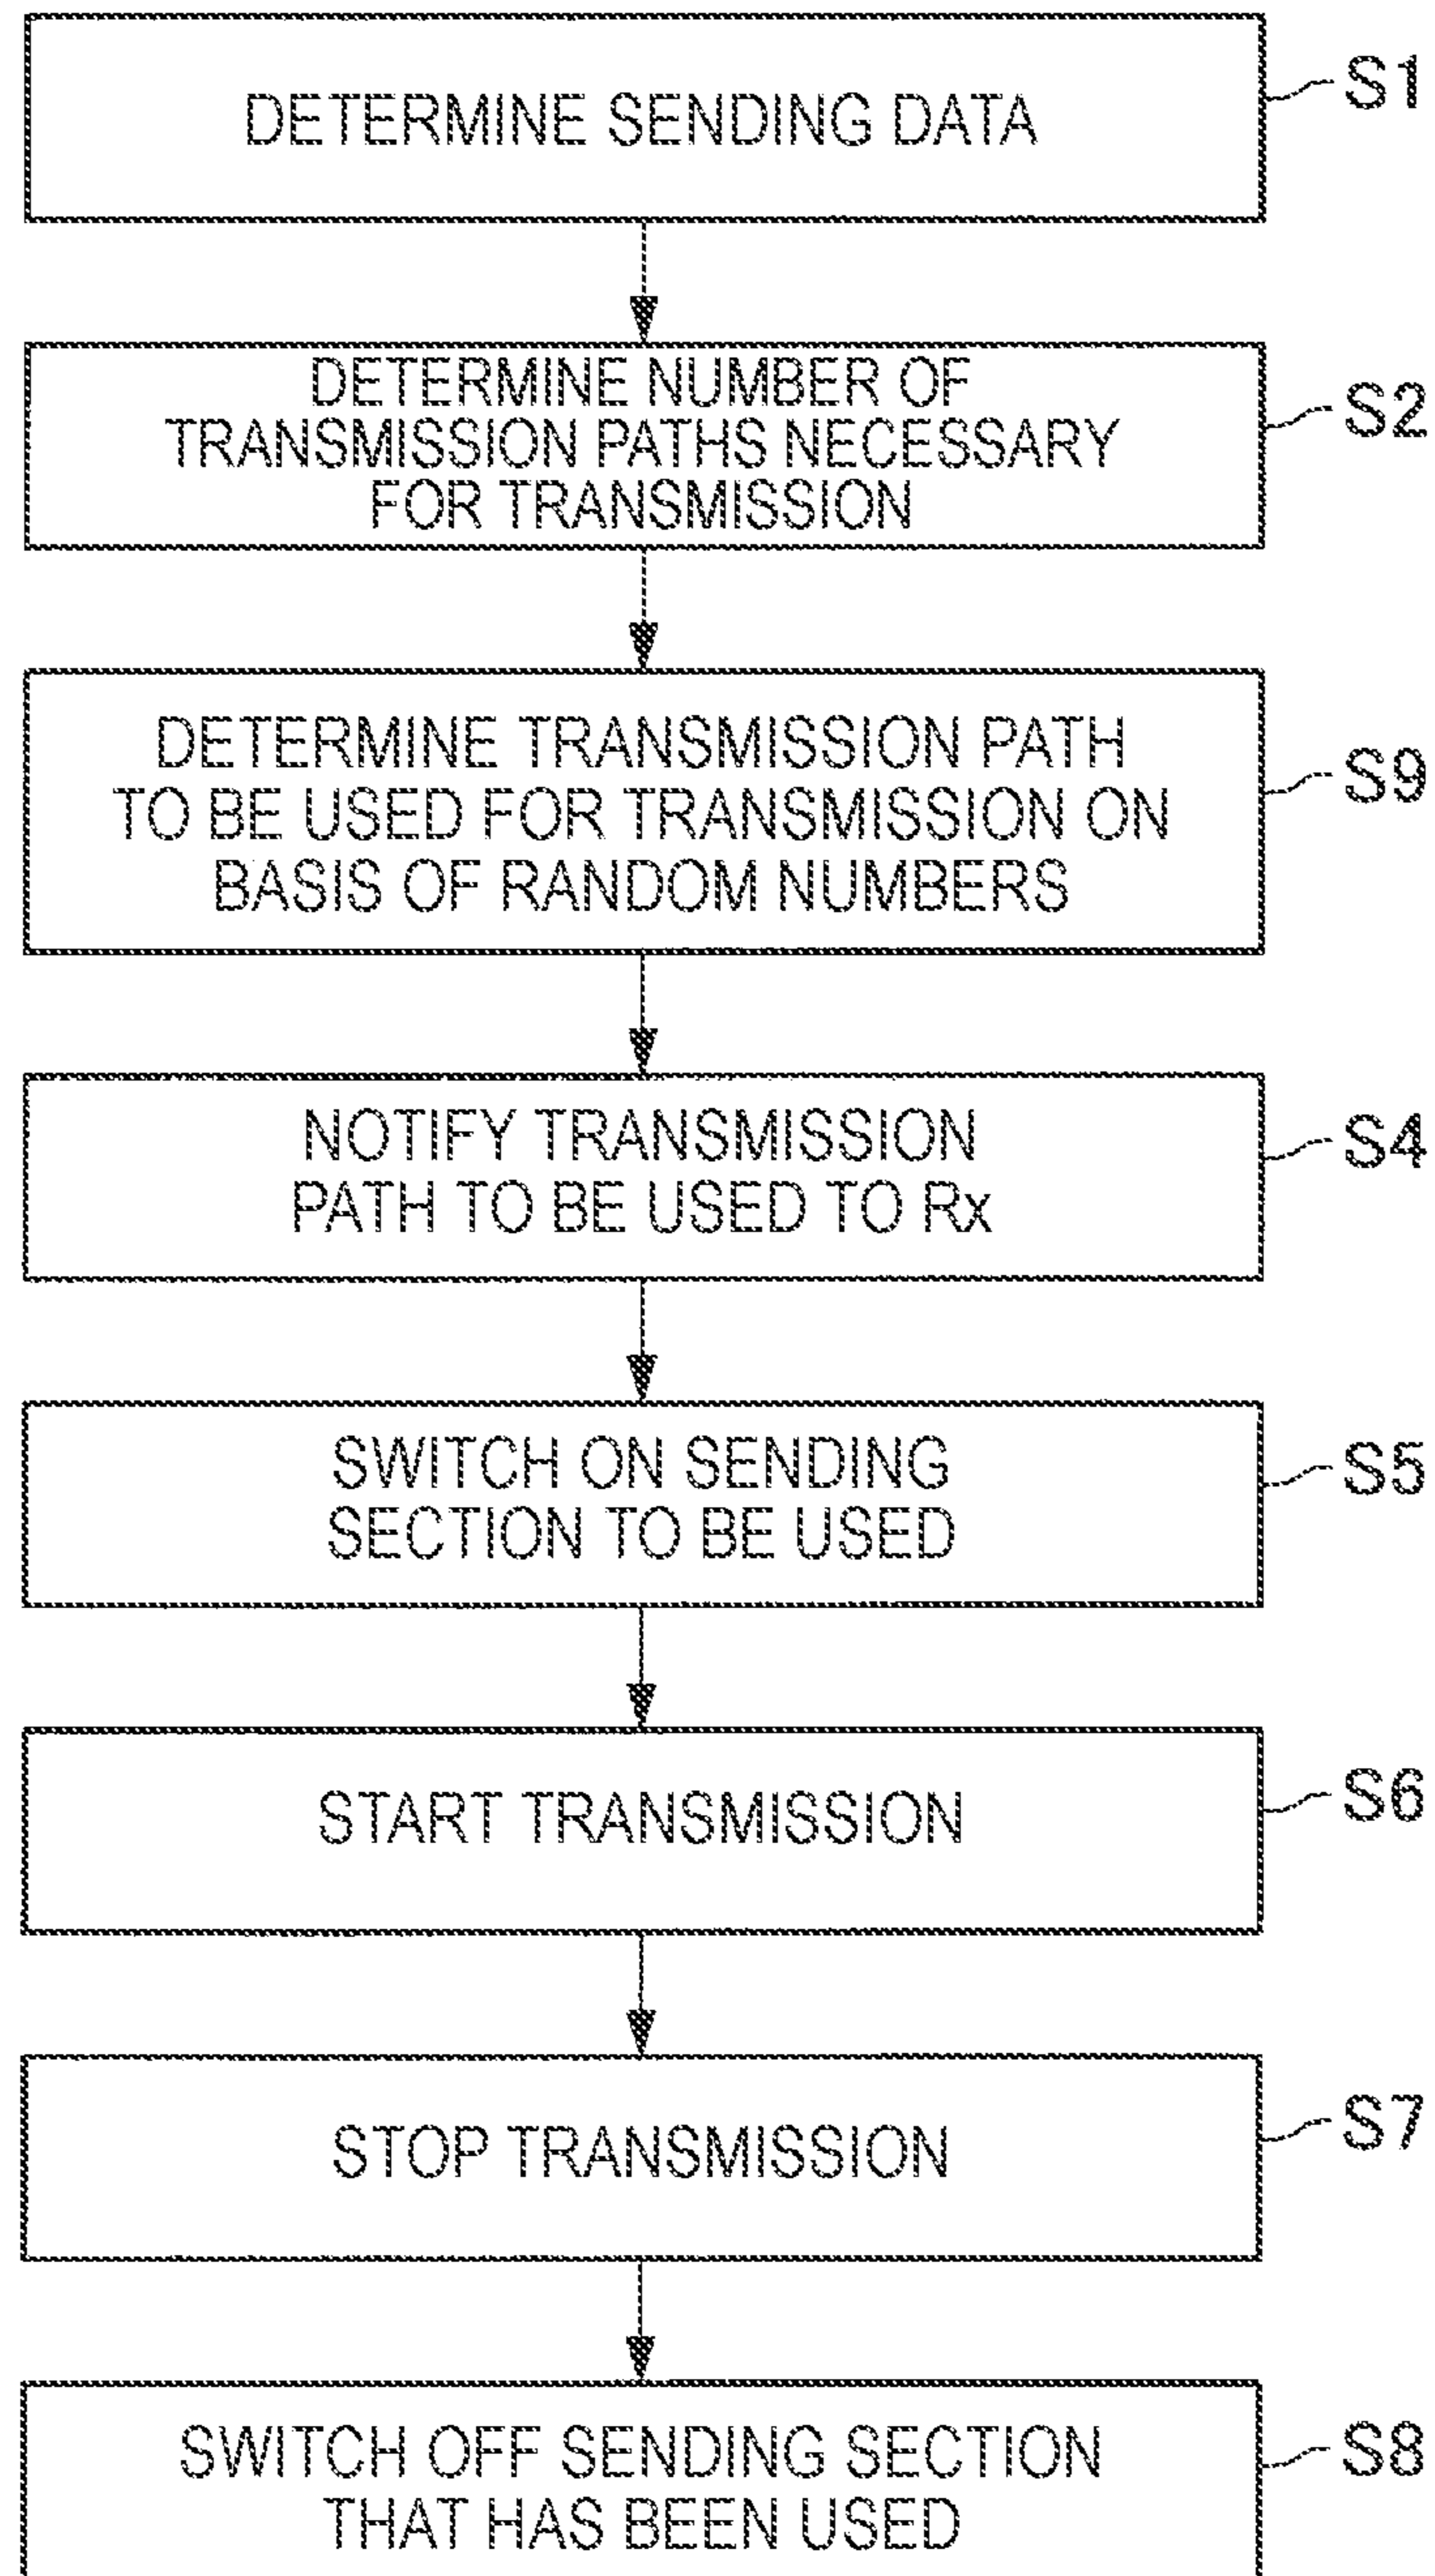 DETERMINE SENDING DATA
S1
DETERMINE NUMBER OF
TRANSMISSION PATHS NECESSARY
FOR TRANSMISSION
S2
DETERMINE TRANSMISSION PATH
TO BE USED FOR TRANSMISSION ON
BASIS OF RANDOM NUMBERS
S9
NOTIFY TRANSMISSION
PATH TO BE USED TO Rx
S4
SWITCH ON SENDING
SECTION TO BE USED
S5
START TRANSMISSION
S6
STOP TRANSMISSION
S7
SWITCH OFF SENDING SECTION
THAT HAS BEEN USED
S8